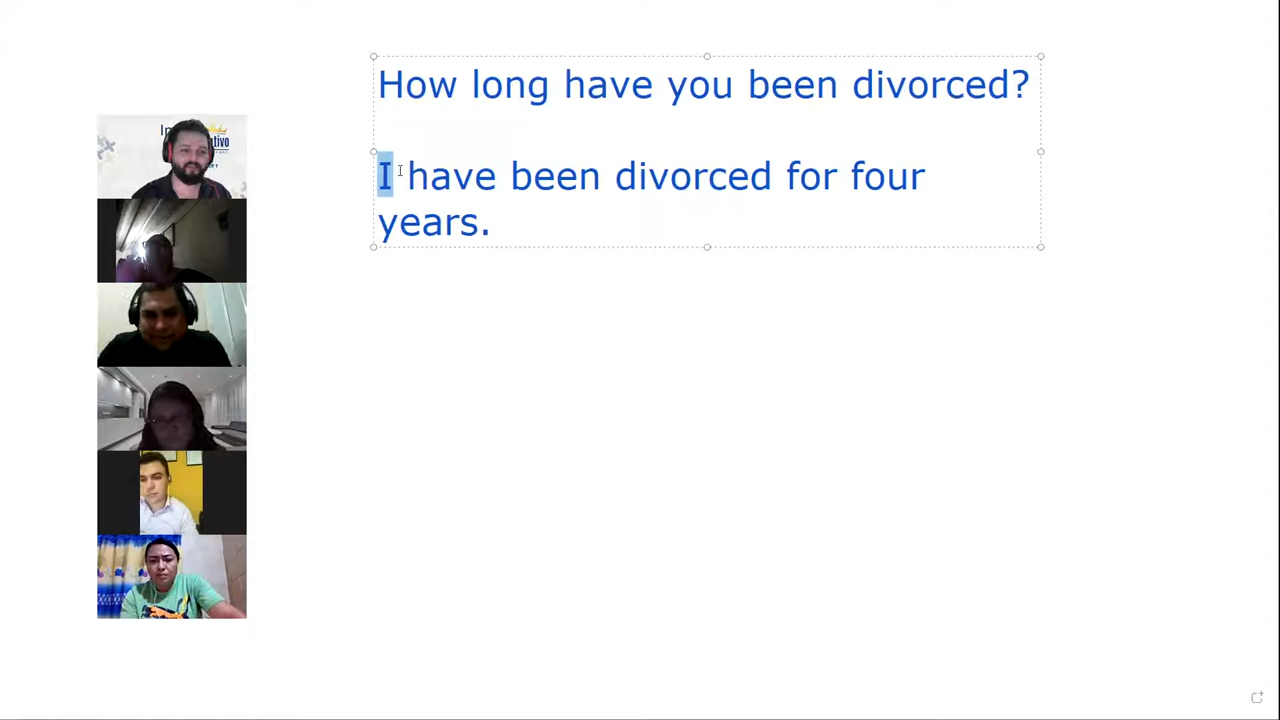 How long have you been divorced?
I have been divorced for four
years.